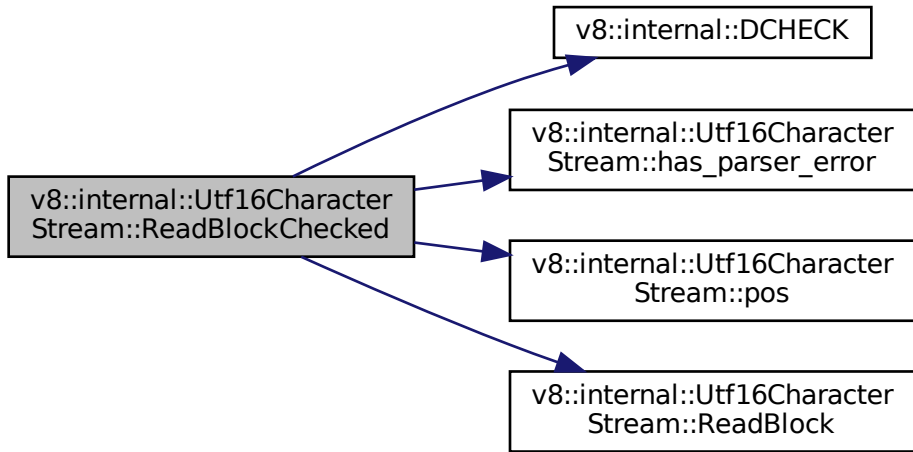 v8::internal::DCHECK
v8::internal::Utf16Character
Stream::has_parser_error
v8::internal::Utf16Character
Stream::ReadBlockChecked
v8::internal::Utf16Character
Stream::pos
v8::internal::Utf16Character
Stream::ReadBlock